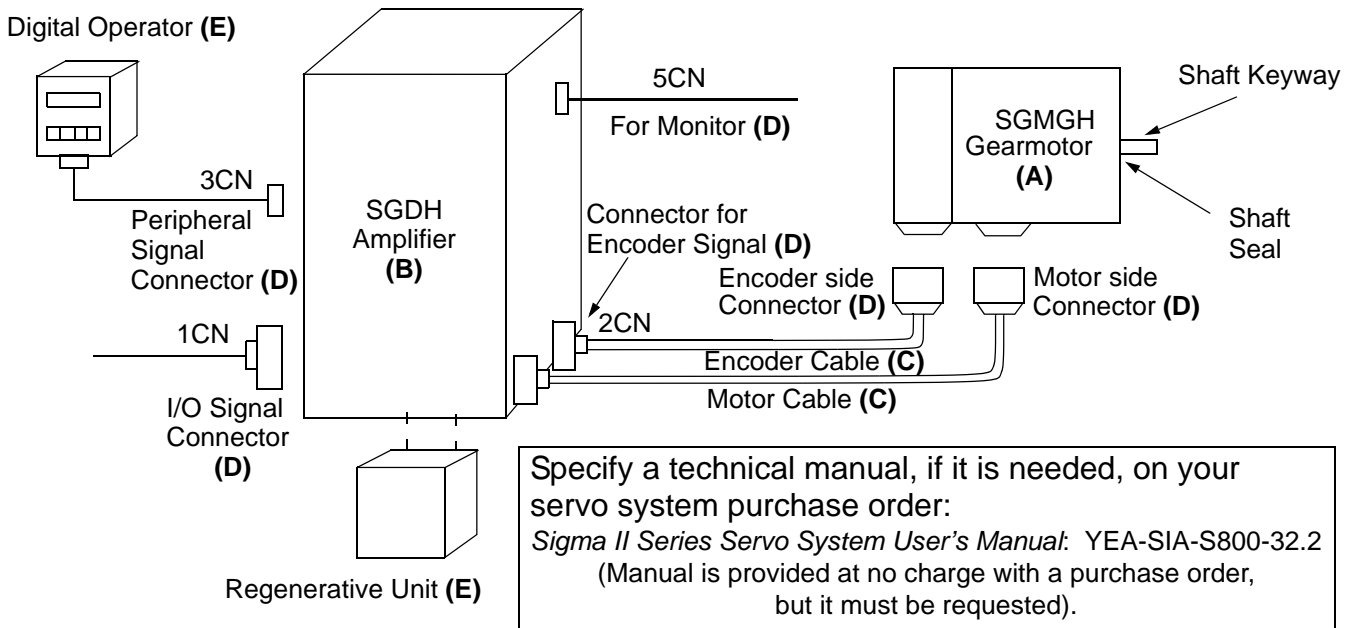 Digital Operator (E)
5CN
For Monitor (D)
SGMGH
Gearmotor
(A)
Shaft Keyway
Shaft
Seal
3CN
Peripheral
Signal
Connector (D)
SGDH
Amplifier
(B)
Connector for
Encoder Signal (D)
Encoder side
Connector (D)
Motor side
Connector (D)
1CN
I/O Signal
Connector
(D)
2CN
Encoder Cable (C)
Motor Cable (C)
Regenerative Unit (E)
Specify a technical manual, if it is needed, on your
servo system purchase order:
Sigma II Series Servo System User's Manual: YEA-SIA-S800-32.2
(Manual is provided at no charge with a purchase order,
but it must be requested).